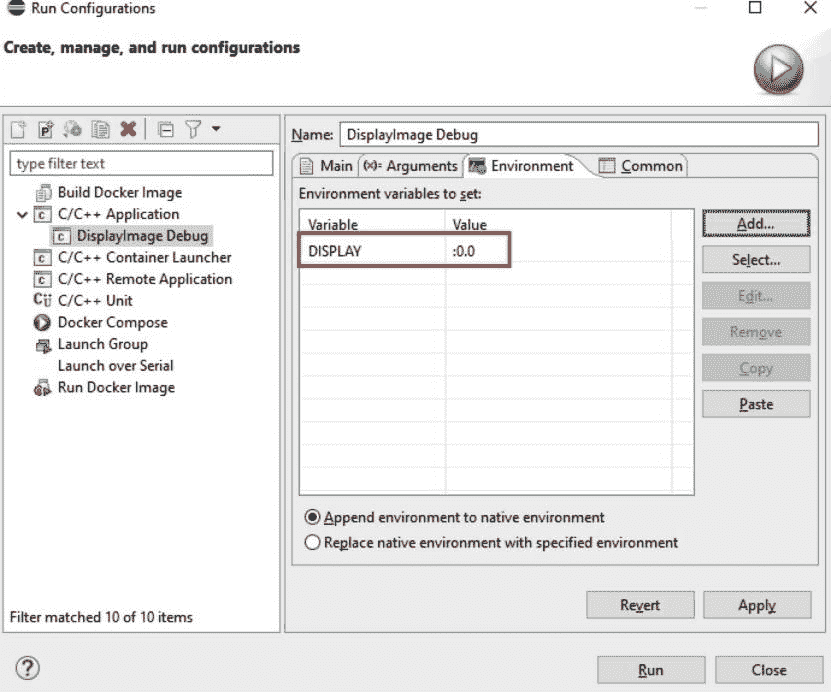 Run Configurations
Create, manage, and run configurations
Name: DisplayImage Debug
type filter text
Main (x)= Arguments Environment Common
Build Docker Image
C/C++ Application
DisplayImage Debug
C/C++ Container Launcher
C/C++ Remote Application
C/C++ Unit
Docker Compose
Launch Group
Launch over Serial
Run Docker Image
Filter matched 10 of 10 items
Environment variables to set:
Variable Value
DISPLAY :0.0
Add...
Select...
Edit...
Remove
Copy
Paste
Append environment to native environment
Replace native environment with specified environment
Revert Apply
Run Close